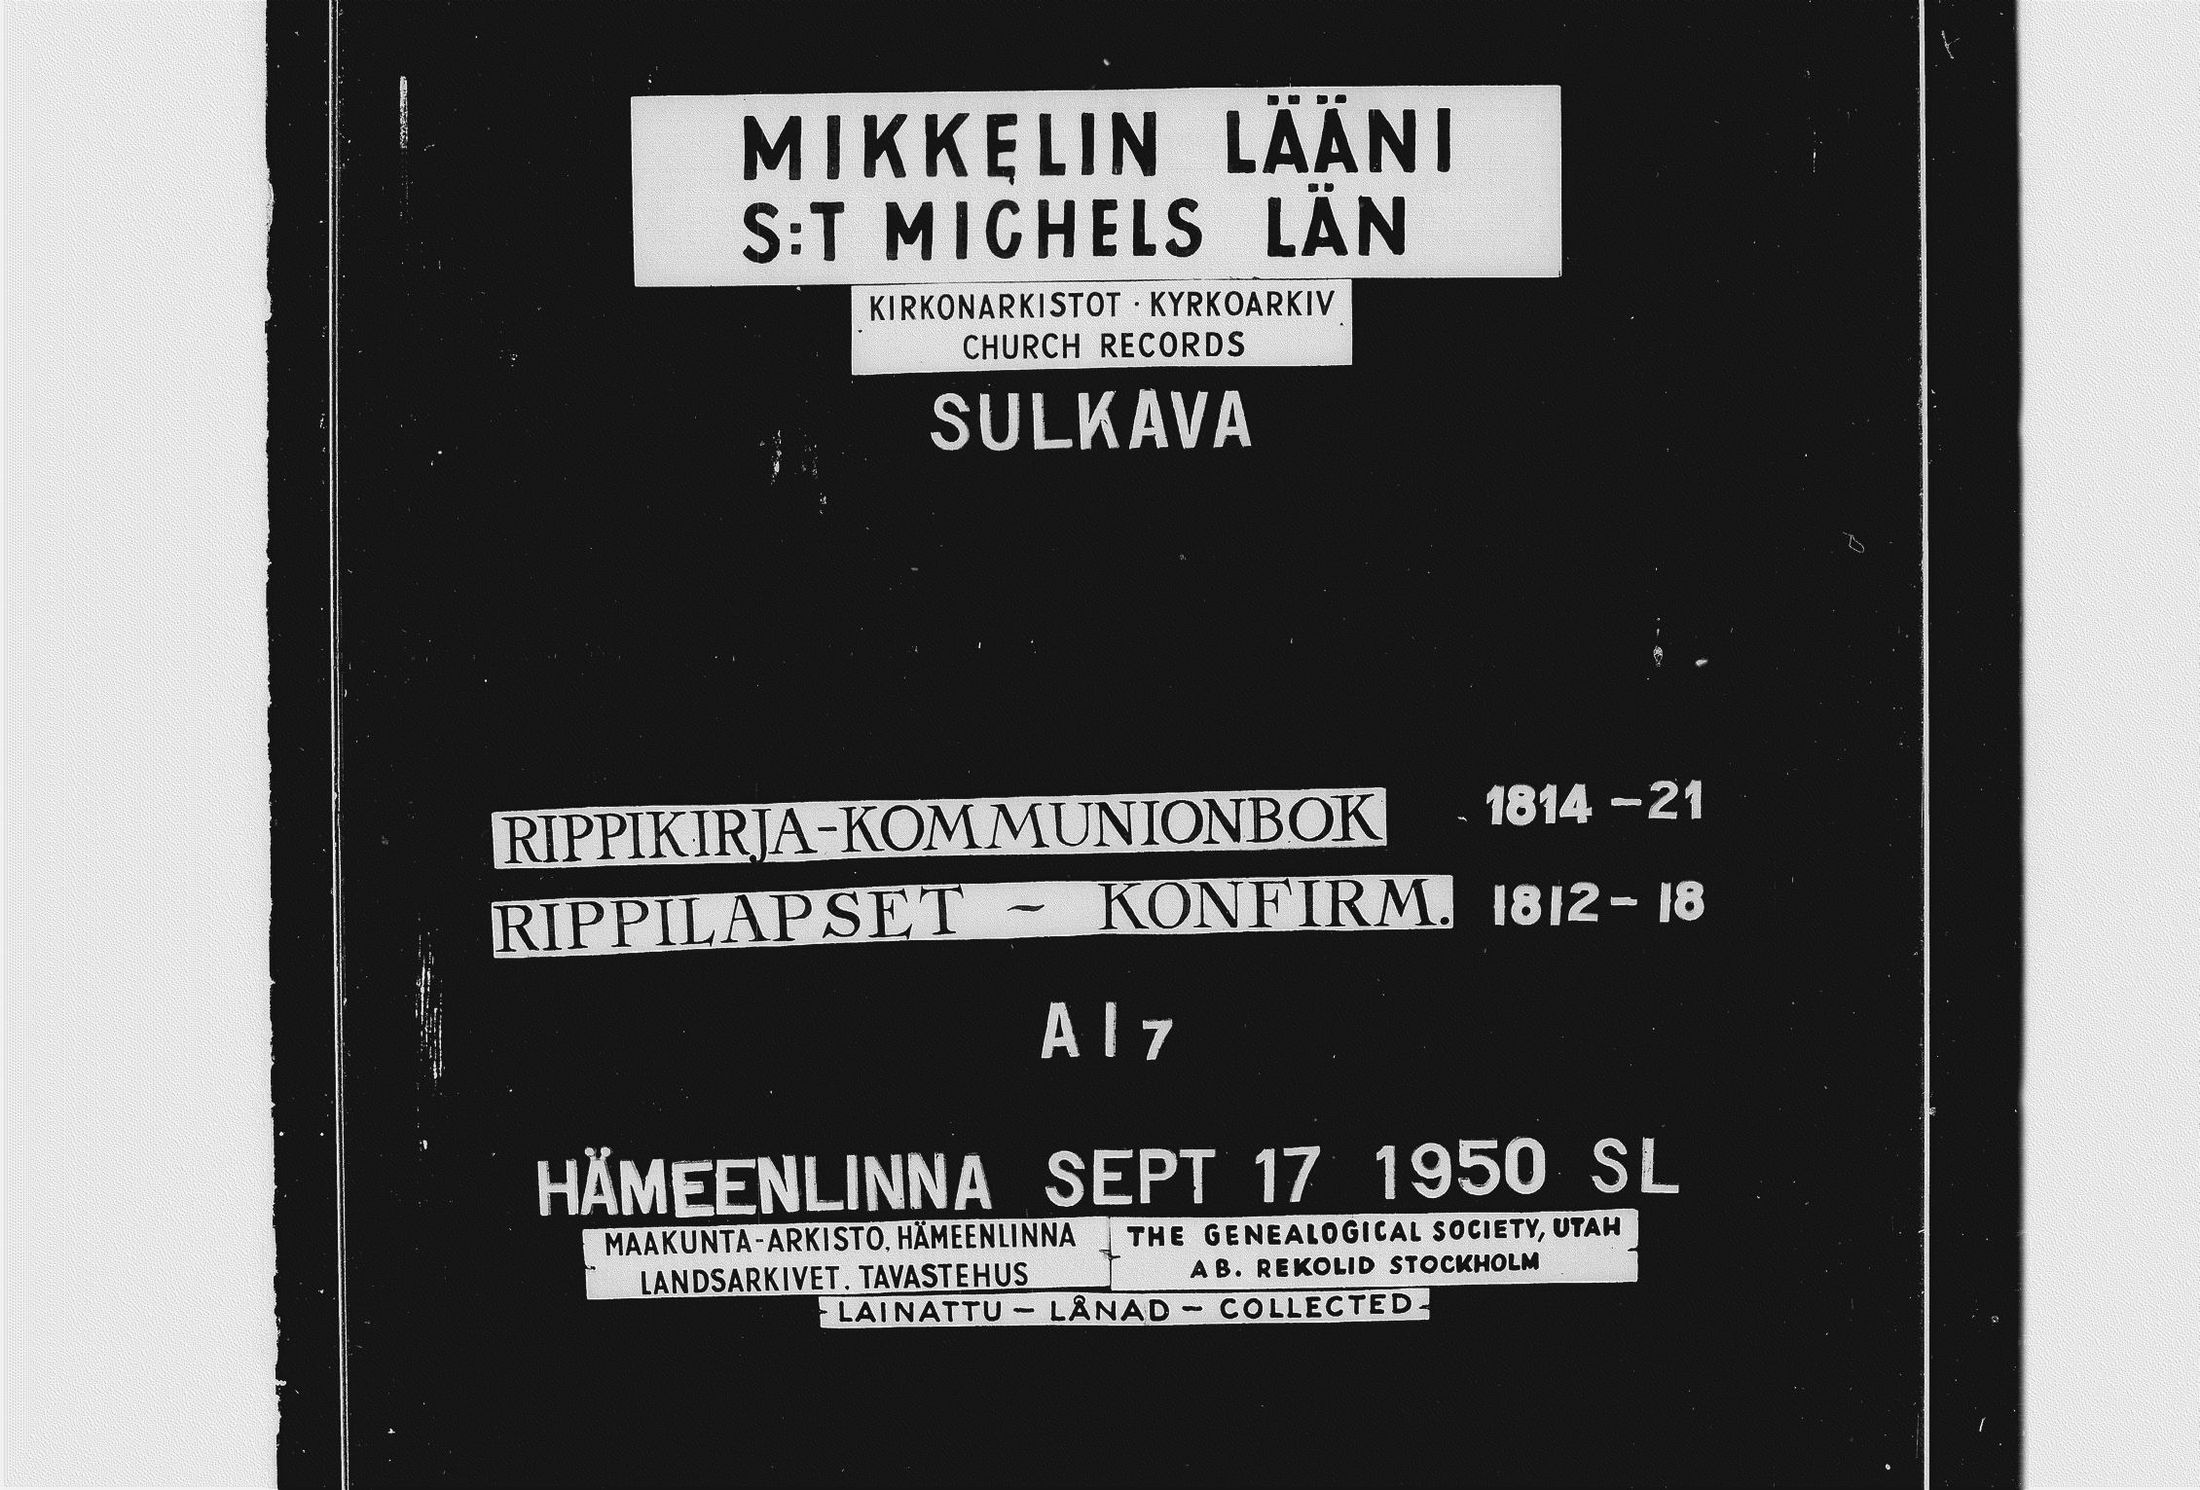 MIKKELIN LÄÄNI
S:T MICHELS LÄN
KIRKONARKISTOT · KYRKOARKIV
CHURCH RECORDS
SULKAVA
RIPPIKIRJA-KOMMUNIONBOK 1814-21
RIPPILAPSET - KONFIRM. 1812-18
A I 7
HÄMEENLINNA SEPT 17 1950 SL
MAAKUNTA-ARKISTO, HÄMEENLINNA
LANDSARKIVET, TAVASTEHUS
THE GENEALOGICAL SOCIETY, UTAH
AB. REKOLID STOCKHOLM
LAINATTU - LÅNAD - COLLECTED